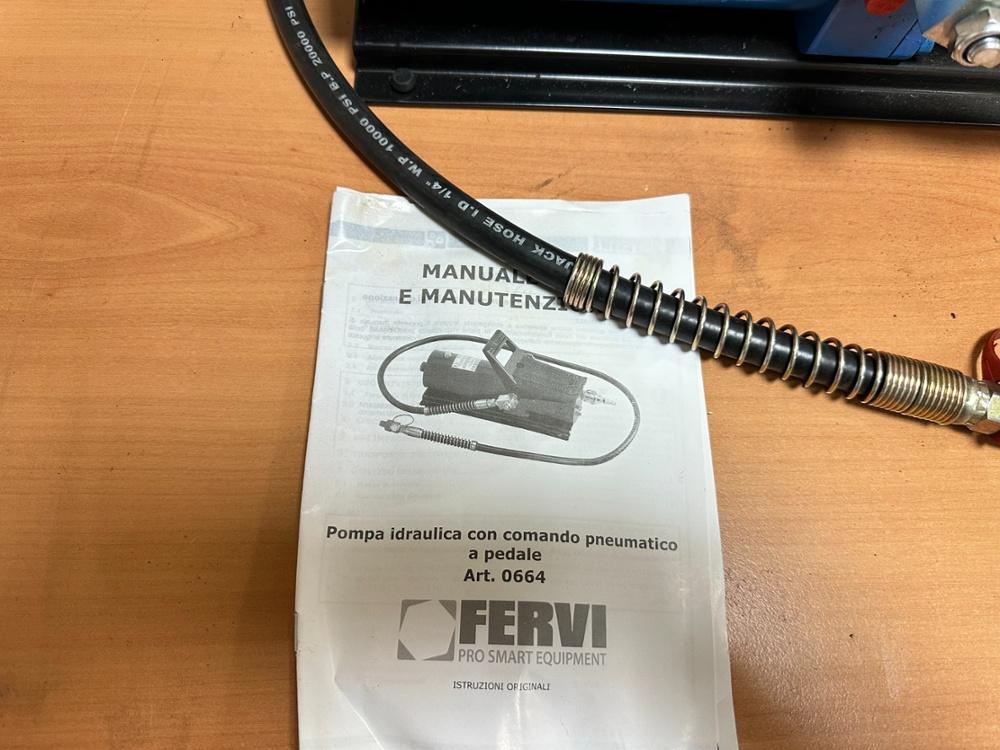 JACK HOSE I.D 1/4" W.P 10000 PSI B.P 20000 PSI
MANUALE
E MANUTENZI
Pompa idraulica con comando pneumatico
a pedale
Art. 0664
FERVI
PRO SMART EQUIPMENT
ISTRUZIONI ORIGINALI